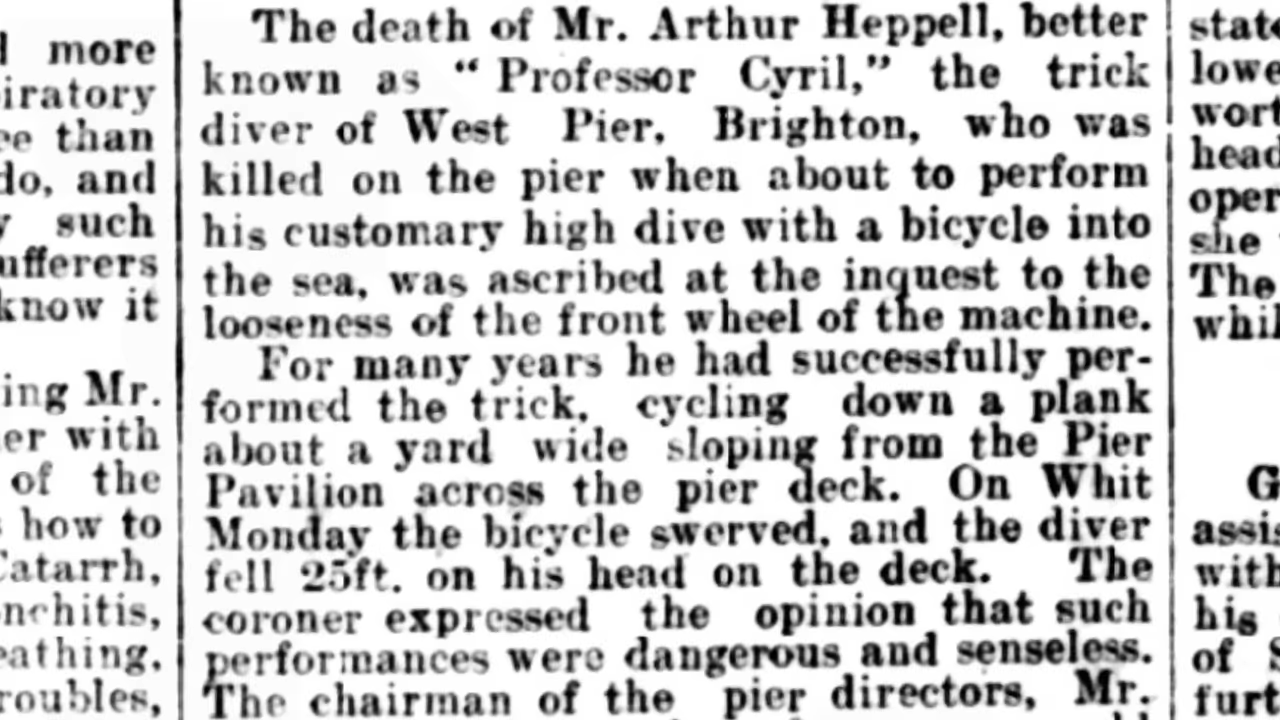 The death of Mr. Arthur Heppell, better
known as "Professor Cyril," the trick
diver of West Pier, Brighton, who was
killed on the pier when about to perform
his customary high dive with a bicycle into
the sea, was ascribed at the inquest to the
looseness of the front wheel of the machine.
For many years he had successfully per-
formed the trick, cycling down a plank
about a yard wide sloping from the Pier
Pavilion across the pier deck. On Whit
Monday the bicycle swerved, and the diver
fell 25ft. on his head on the deck. The
coroner expressed the opinion that such
performances were dangerous and senseless.
The chairman of the pier directors, Mr.
more
iratory
than
do, and
such
ufferers
know it
ing Mr.
er with
of the
how to
Catarrh,
nchitis,
eathing,
roubles,
state
lowe
wort
head
oper
she
The
whil
G
assis
with
his
of S
furt